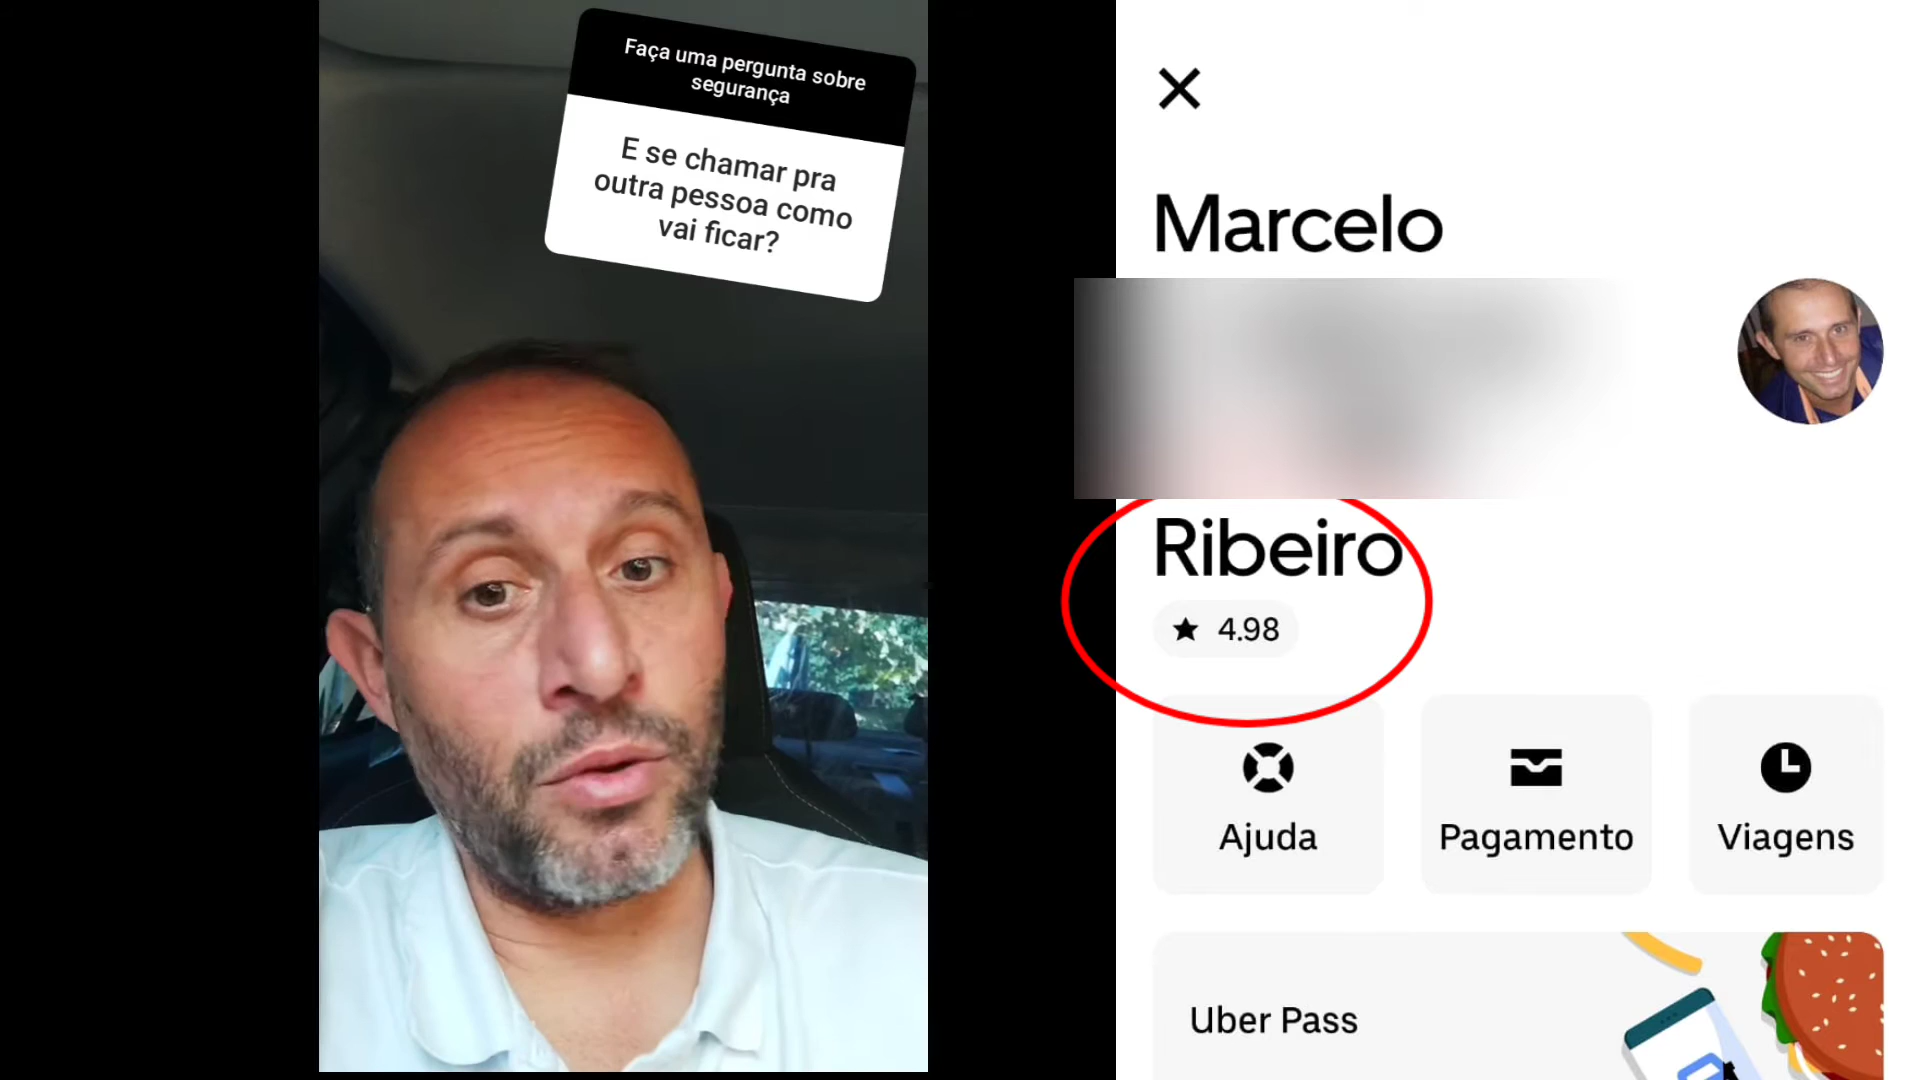 Faça uma pergunta sobre
segurança
E se chamar pra
outra pessoa como
vai ficar?
Marcelo
Ribeiro
4.98
Ajuda
Pagamento
Viagens
Uber Pass